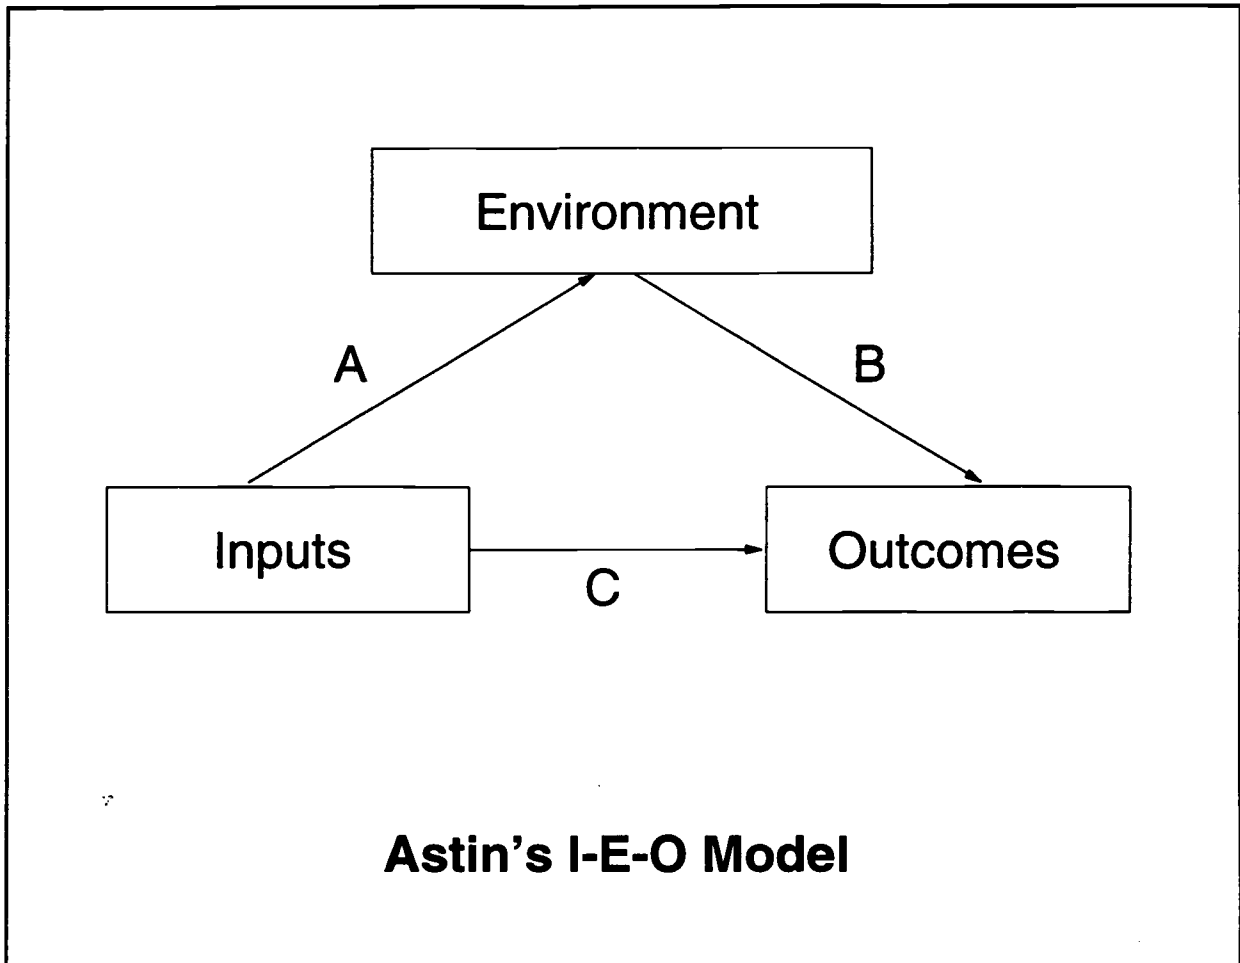 Environment
A
B
Inputs
Outcomes
C
Astin's I-E-O Model